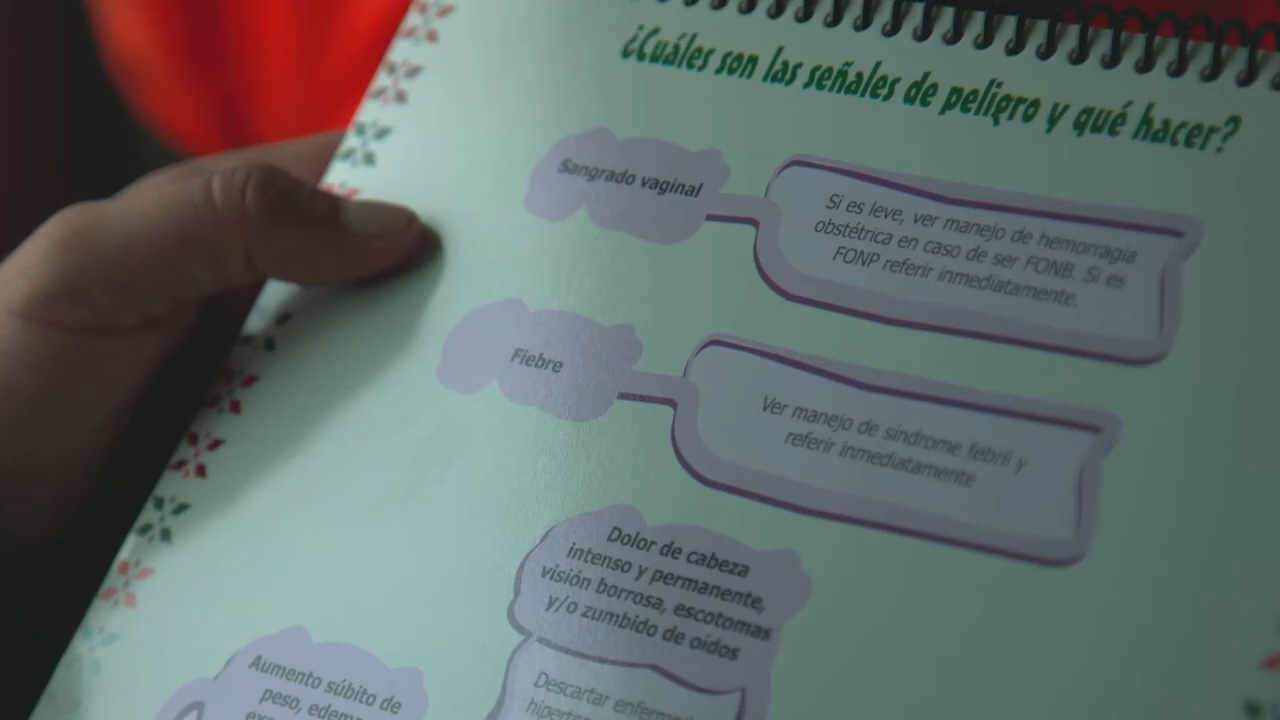 ¿Cuáles son las señales de peligro y qué hacer?
Sangrado vaginal
Si es leve, ver manejo de hemorragia
obstétrica en caso de ser FONB. Si es
FONP referir inmediatamente.
Fiebre
Ver manejo de síndrome febril y
referir inmediatamente
Dolor de cabeza
intenso y permanente,
visión borrosa, escotomas
y/o zumbido de oídos
Descartar
Aumento súbito de
peso,